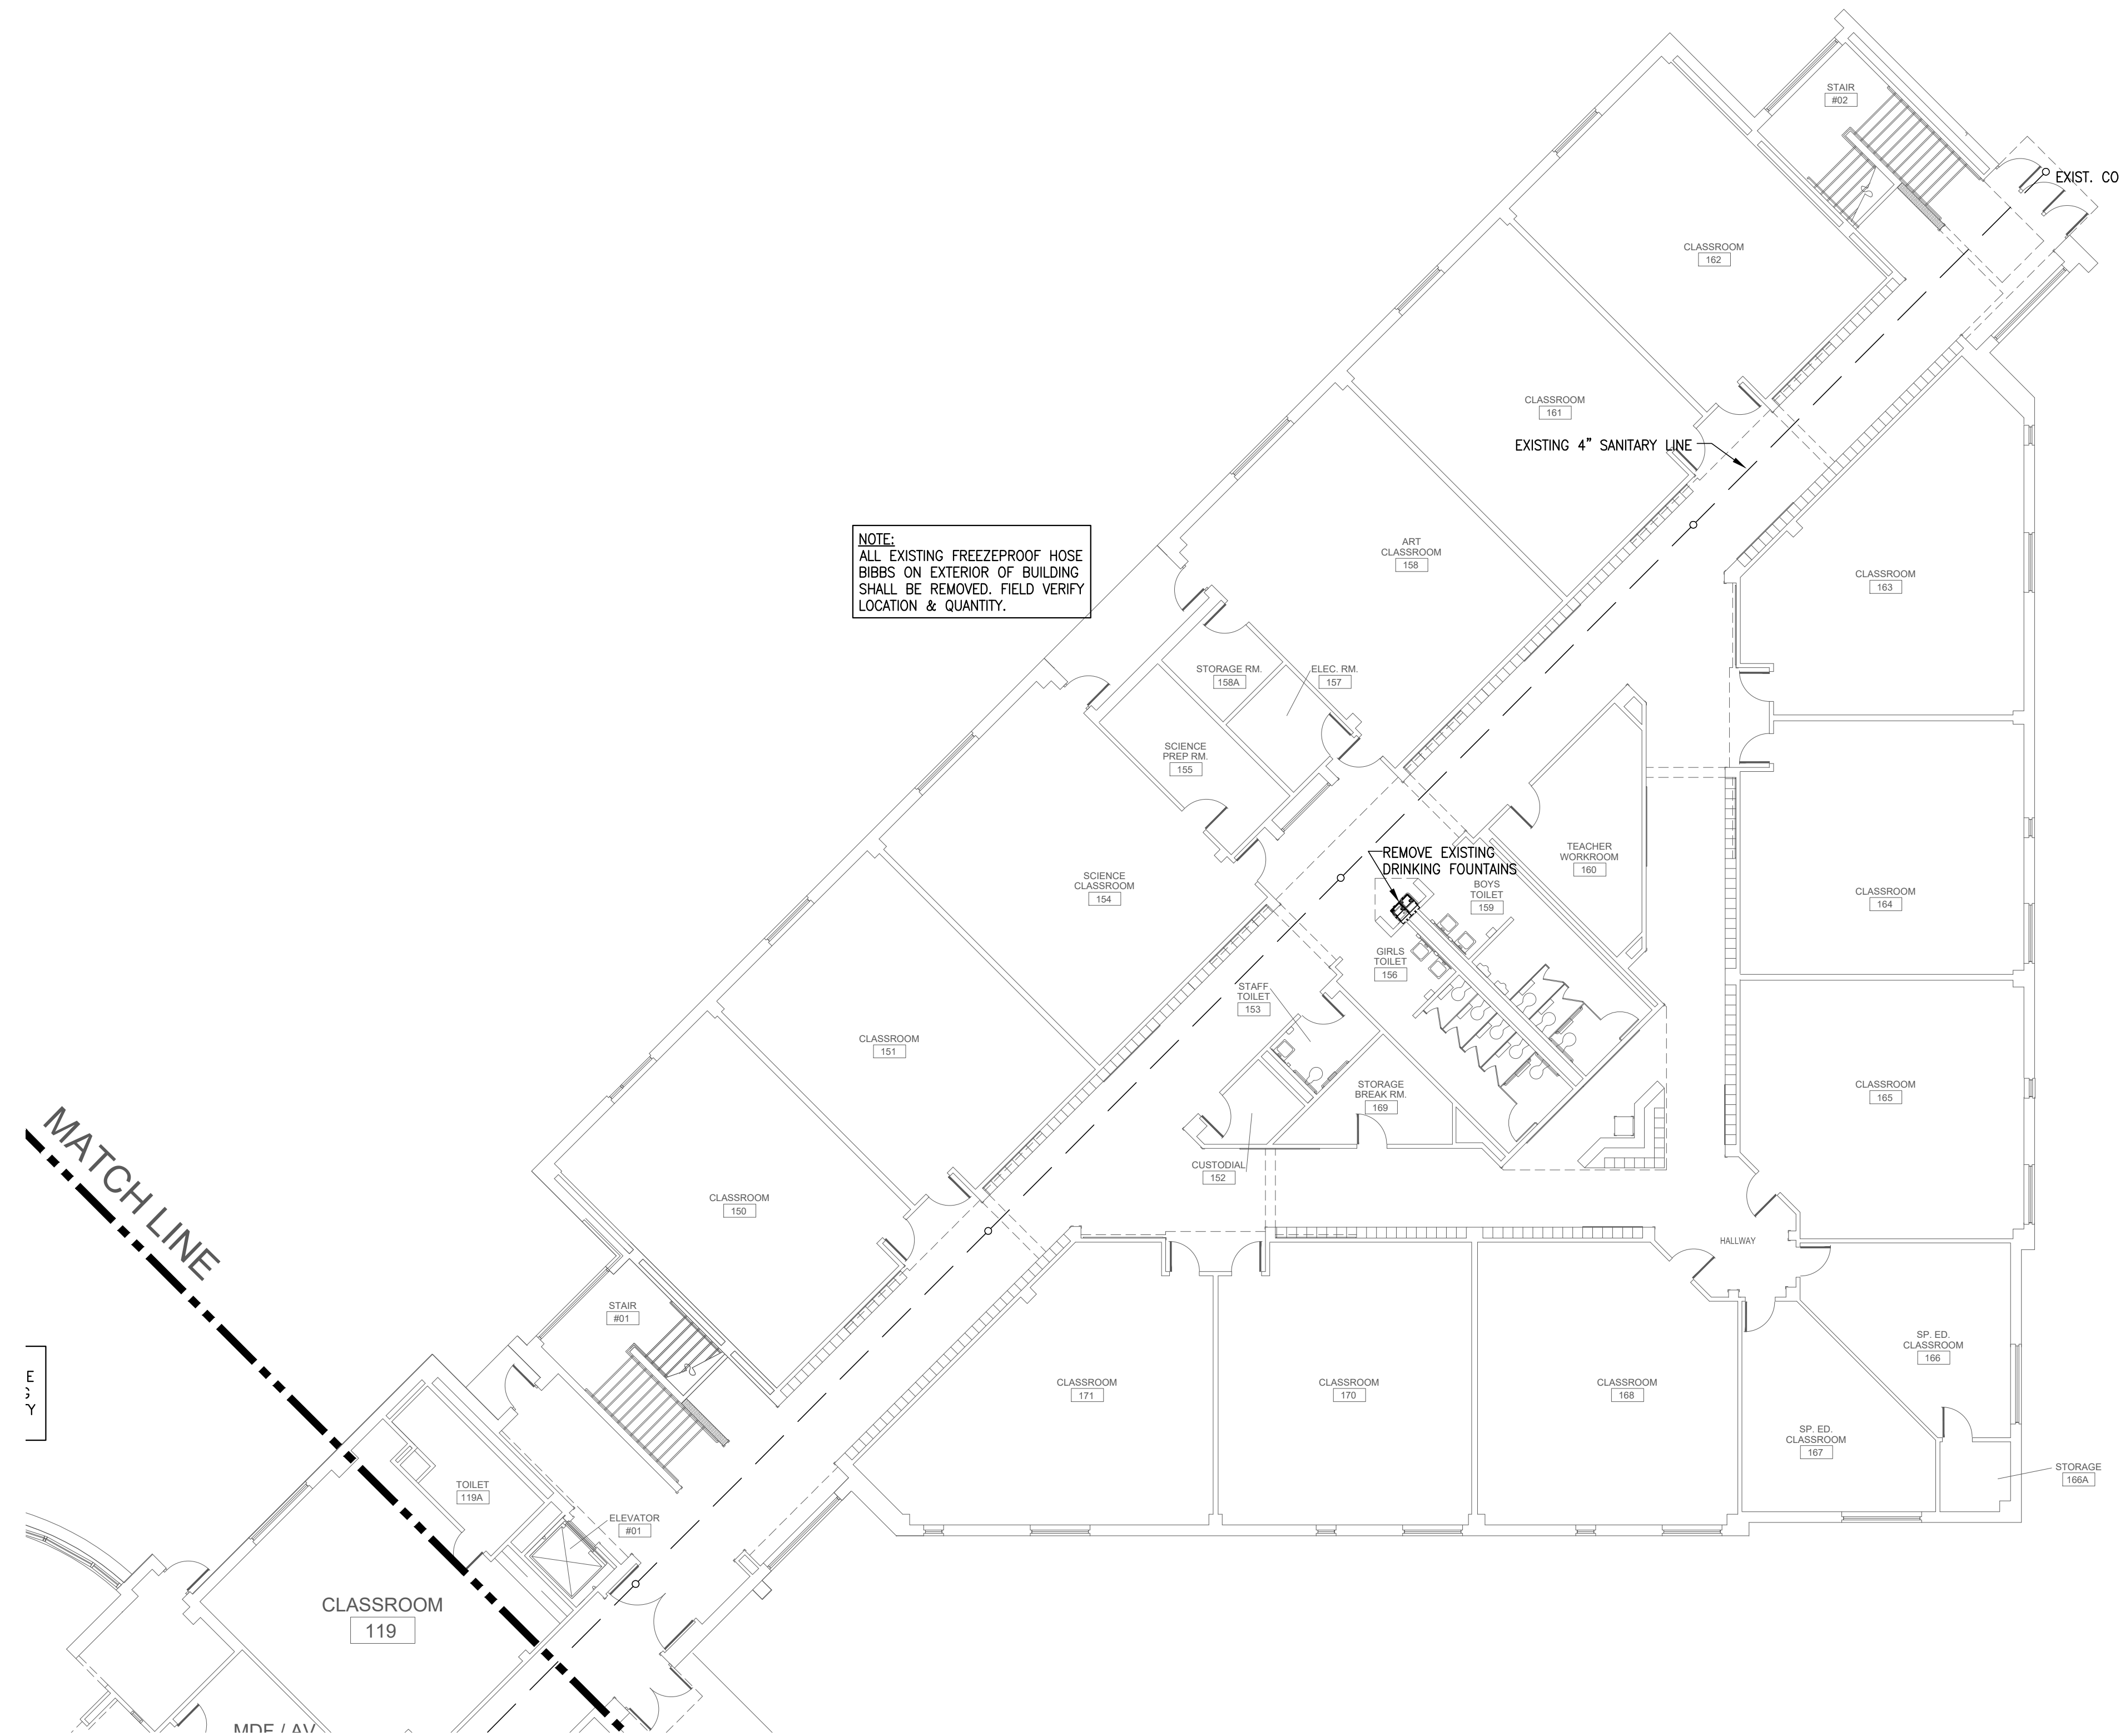 STAIR
#02
EXIST. CO
CLASSROOM
162
CLASSROOM
161
EXISTING 4" SANITARY LINE
NOTE:
ALL EXISTING FREEZEPROOF HOSE
BIBBS ON EXTERIOR OF BUILDING
SHALL BE REMOVED. FIELD VERIFY
LOCATION & QUANTITY.
ART
CLASSROOM
158
CLASSROOM
163
STORAGE RM.
158A
ELEC. RM.
157
SCIENCE
PREP RM.
155
SCIENCE
CLASSROOM
154
REMOVE EXISTING
DRINKING FOUNTAINS
TEACHER
WORKROOM
160
BOYS
TOILET
159
CLASSROOM
164
GIRLS
TOILET
156
STAFF
TOILET
153
CLASSROOM
151
STORAGE
BREAK RM.
169
CLASSROOM
165
CUSTODIAL
152
MATCH LINE
CLASSROOM
150
HALLWAY
STAIR
#01
SP. ED.
CLASSROOM
166
CLASSROOM
171
CLASSROOM
170
CLASSROOM
168
SP. ED.
CLASSROOM
167
STORAGE
166A
E
TY
TOILET
119A
ELEVATOR
#01
CLASSROOM
119
MDF / AV